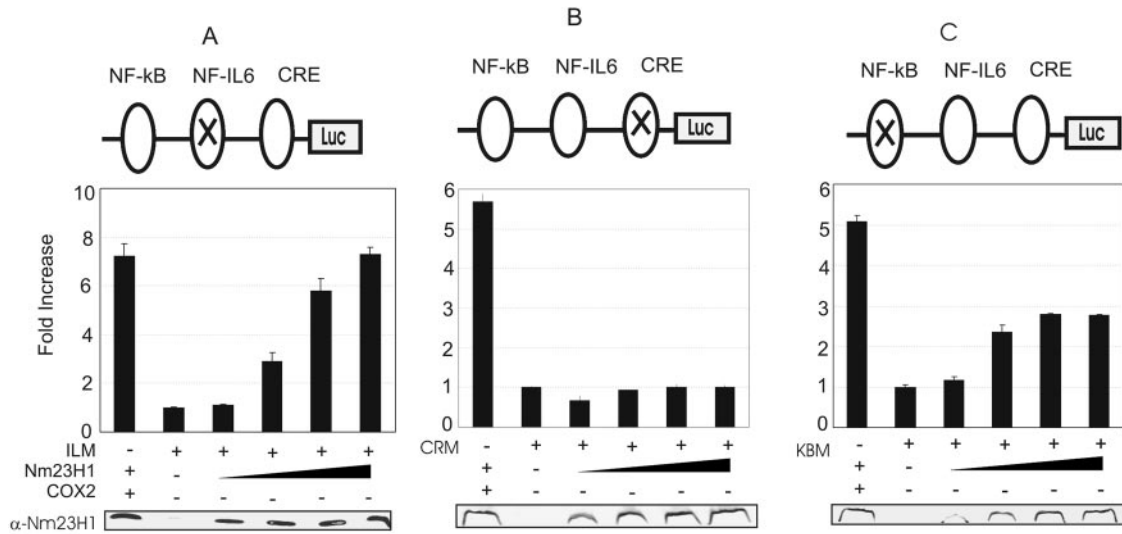 A B C
NF-kB NF-IL6 CRE NF-kB NF-IL6 CRE NF-kB NF-IL6 CRE
X Luc X Luc X Luc
Fold Increase
10
8
6
4
2
0
6
5
4
3
2
1
0
6
5
4
3
2
1
0
ILM - + + + + +
Nm23H1 + -
COX2 + - - - - -
α-Nm23H1
CRM - + + + + +
+ -
+ - - - - -
KBM - + + + + +
+ -
+ - - - - -